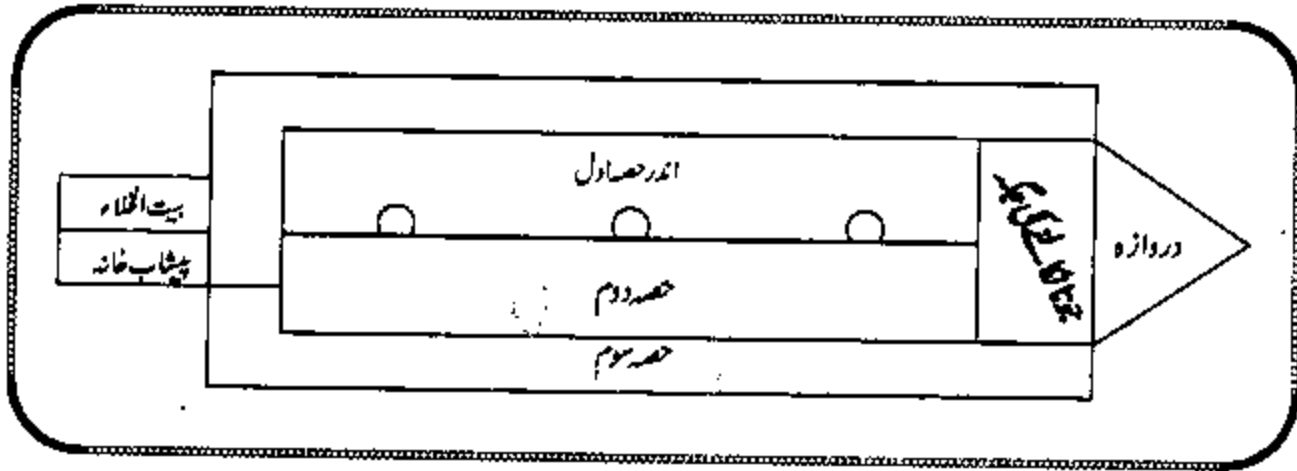 اندر حصہ اول
بیت الخلاء
پیشاب خانہ
دروازہ
حصہ دوم
حصہ سوم